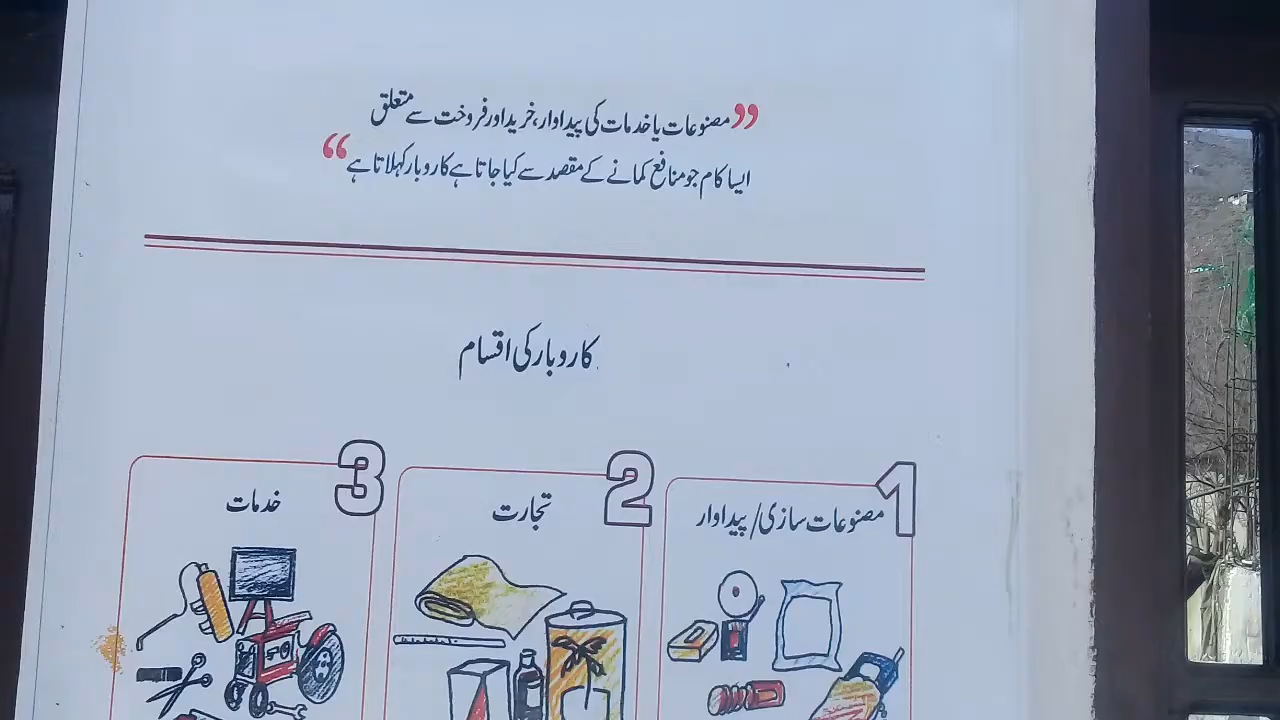 ”مصنوعات یا خدمات کی پیداوار، خرید اور فروخت سے متعلق
ایسا کام جو منافع کمانے کے مقصد سے کیا جاتا ہے کاروبار کہلاتا ہے“
کاروبار کی اقسام
1
مصنوعات سازی/پیداوار
2
تجارت
3
خدمات